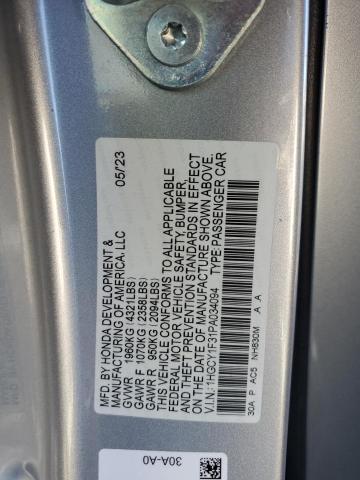 MFD. BY HONDA DEVELOPMENT &
MANUFACTURING OF AMERICA, LLC 05/23
GVWR 1960KG (4321LBS)
GAWR F 1070KG (2358LBS)
GAWR R 950KG (2094LBS)
THIS VEHICLE CONFORMS TO ALL APPLICABLE
FEDERAL MOTOR VEHICLE SAFETY, BUMPER,
AND THEFT PREVENTION STANDARDS IN EFFECT
ON THE DATE OF MANUFACTURE SHOWN ABOVE.
V.I.N.: 1HGCY1F31PA034094 TYPE:PASSENGER CAR
30A P AC5 NH830M A A
30A-A0